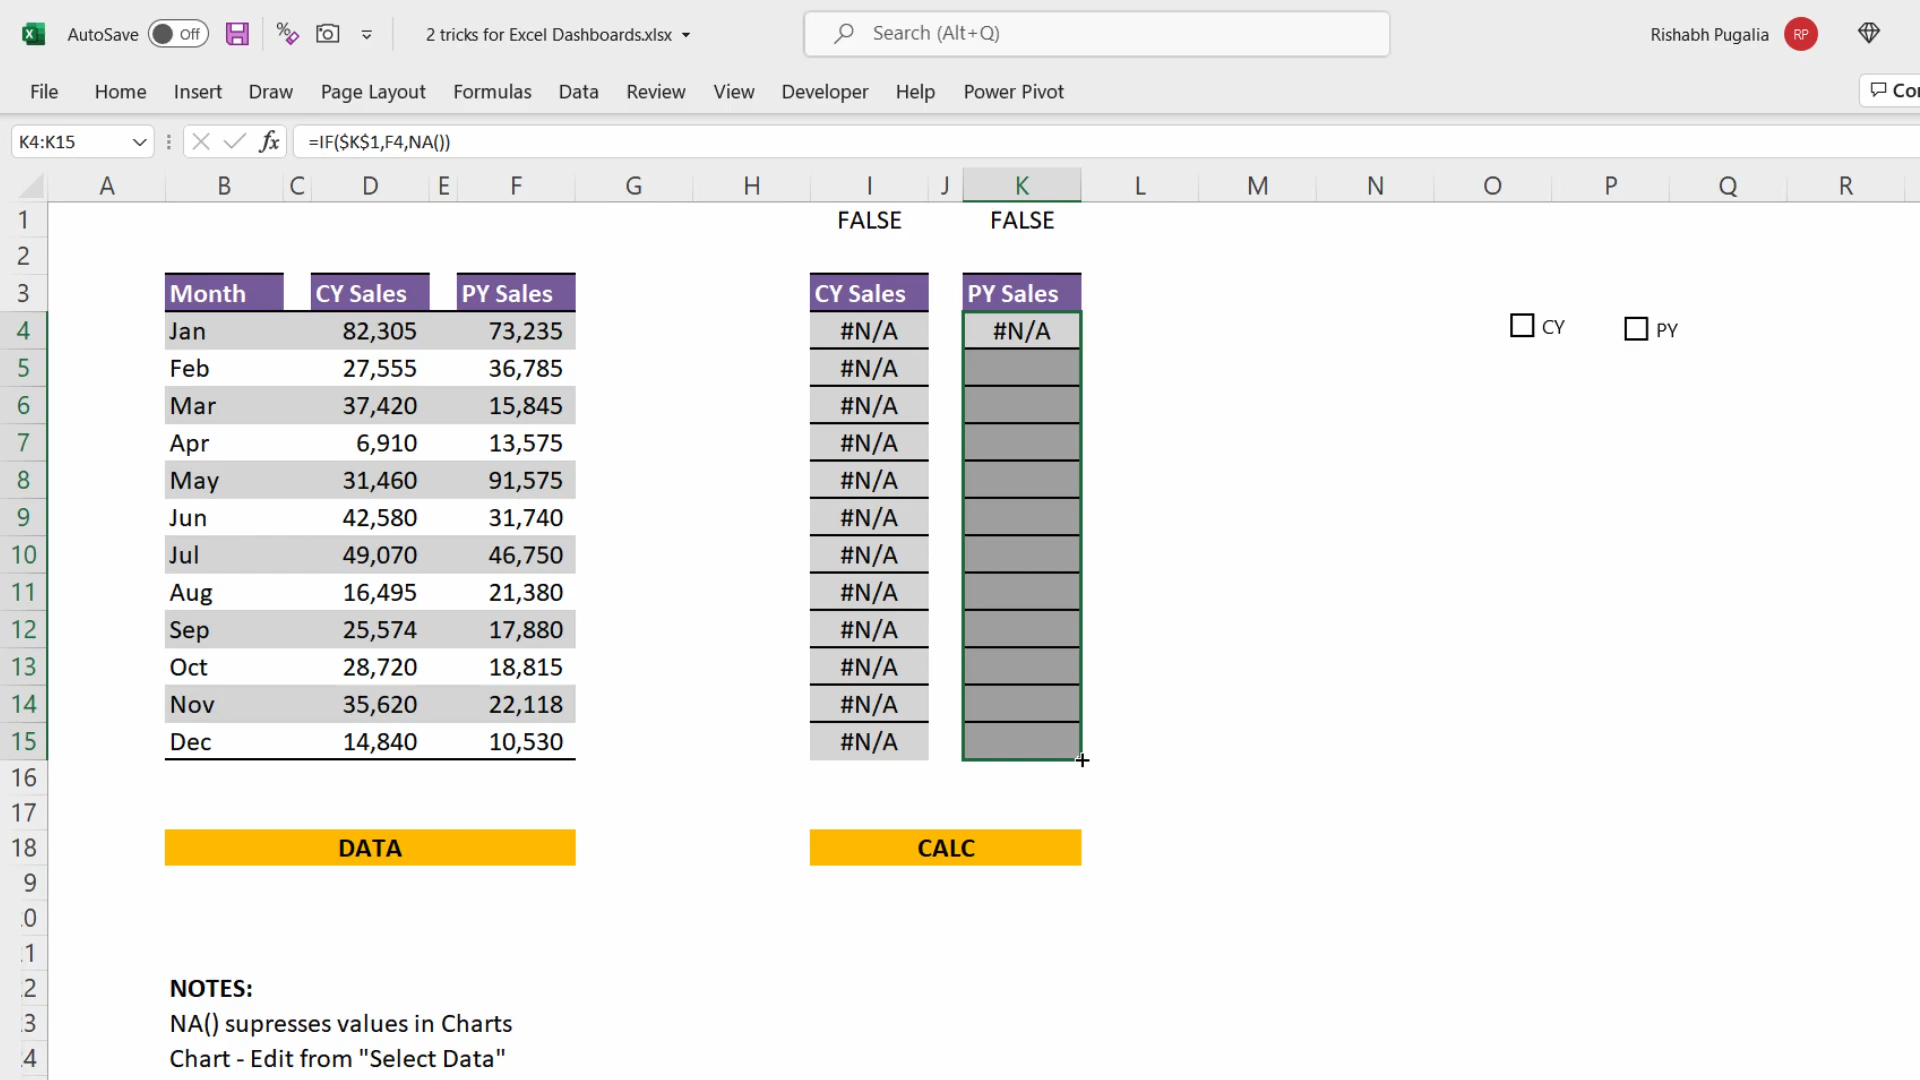 AutoSave Off 2 tricks for Excel Dashboards.xlsx Search (Alt+Q) Rishabh Pugalia RP
File Home Insert Draw Page Layout Formulas Data Review View Developer Help Power Pivot
K4:K15 fx =IF($K$1,F4,NA())
A B C D E F G H I J K L M N O P Q R
1 FALSE FALSE
2
3 Month CY Sales PY Sales CY Sales PY Sales
4 Jan 82,305 73,235 #N/A #N/A CY PY
5 Feb 27,555 36,785 #N/A
6 Mar 37,420 15,845 #N/A
7 Apr 6,910 13,575 #N/A
8 May 31,460 91,575 #N/A
9 Jun 42,580 31,740 #N/A
10 Jul 49,070 46,750 #N/A
11 Aug 16,495 21,380 #N/A
12 Sep 25,574 17,880 #N/A
13 Oct 28,720 18,815 #N/A
14 Nov 35,620 22,118 #N/A
15 Dec 14,840 10,530 #N/A
16
17
18 DATA CALC
9
0
1
2 NOTES:
3 NA() supresses values in Charts
4 Chart - Edit from "Select Data"